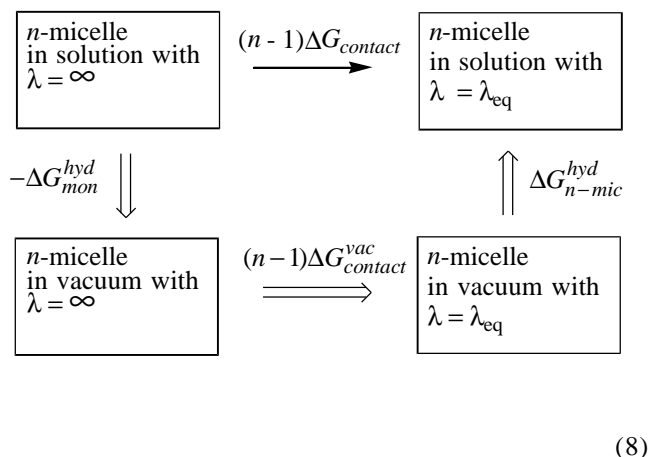 n-micelle
in solution with
λ = ∞
(n - 1)ΔG_contact
n-micelle
in solution with
λ = λ_eq
−ΔG^hyd_mon
ΔG^hyd_n−mic
n-micelle
in vacuum with
λ = ∞
(n−1)ΔG^vac_contact
n-micelle
in vacuum with
λ = λ_eq
(8)